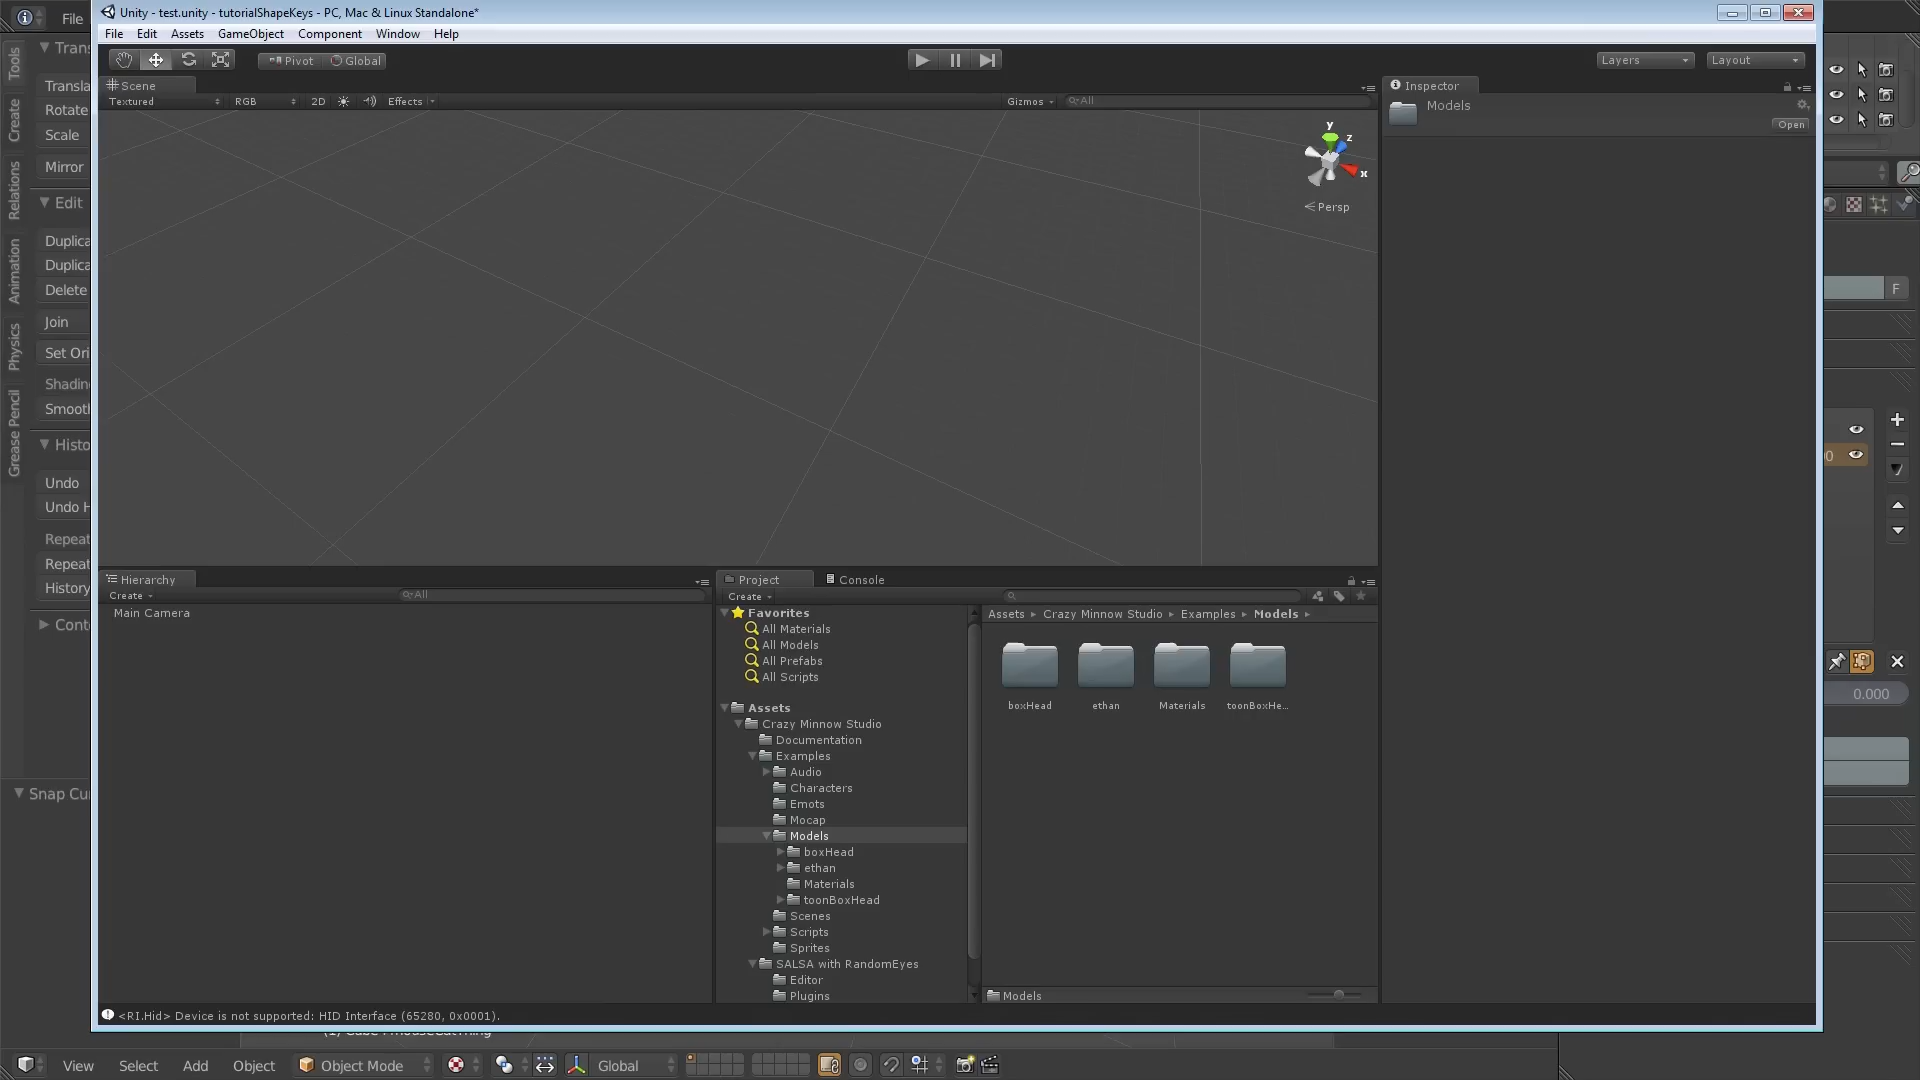 Unity - test.unity - tutorialShapeKeys - PC, Mac & Linux Standalone*
File
File Edit Assets GameObject Component Window Help
Pivot Global
Layers Layout
Scene
Textured RGB 2D Effects Gizmos All
Inspector
Models
Open
y
z
x
Persp
Tools
Create
Relations
Animation
Physics
Grease Pencil
Trans
Transla
Rotate
Scale
Mirror
Edit
Duplica
Duplica
Delete
Join
Set Ori
Shadin
Smoot
Histo
Undo
Undo H
Repeat
Repeat
History
Cont
Snap Cu
F
0.000
Hierarchy
Create All
Main Camera
Project Console
Create
Favorites
All Materials
All Models
All Prefabs
All Scripts
Assets
Crazy Minnow Studio
Documentation
Examples
Audio
Characters
Emots
Mocap
Models
boxHead
ethan
Materials
toonBoxHead
Scenes
Scripts
Sprites
SALSA with RandomEyes
Editor
Plugins
Assets Crazy Minnow Studio Examples Models
boxHead ethan Materials toonBoxHe...
Models
<RI.Hid> Device is not supported: HID Interface (65280, 0x0001).
View Select Add Object Object Mode Global